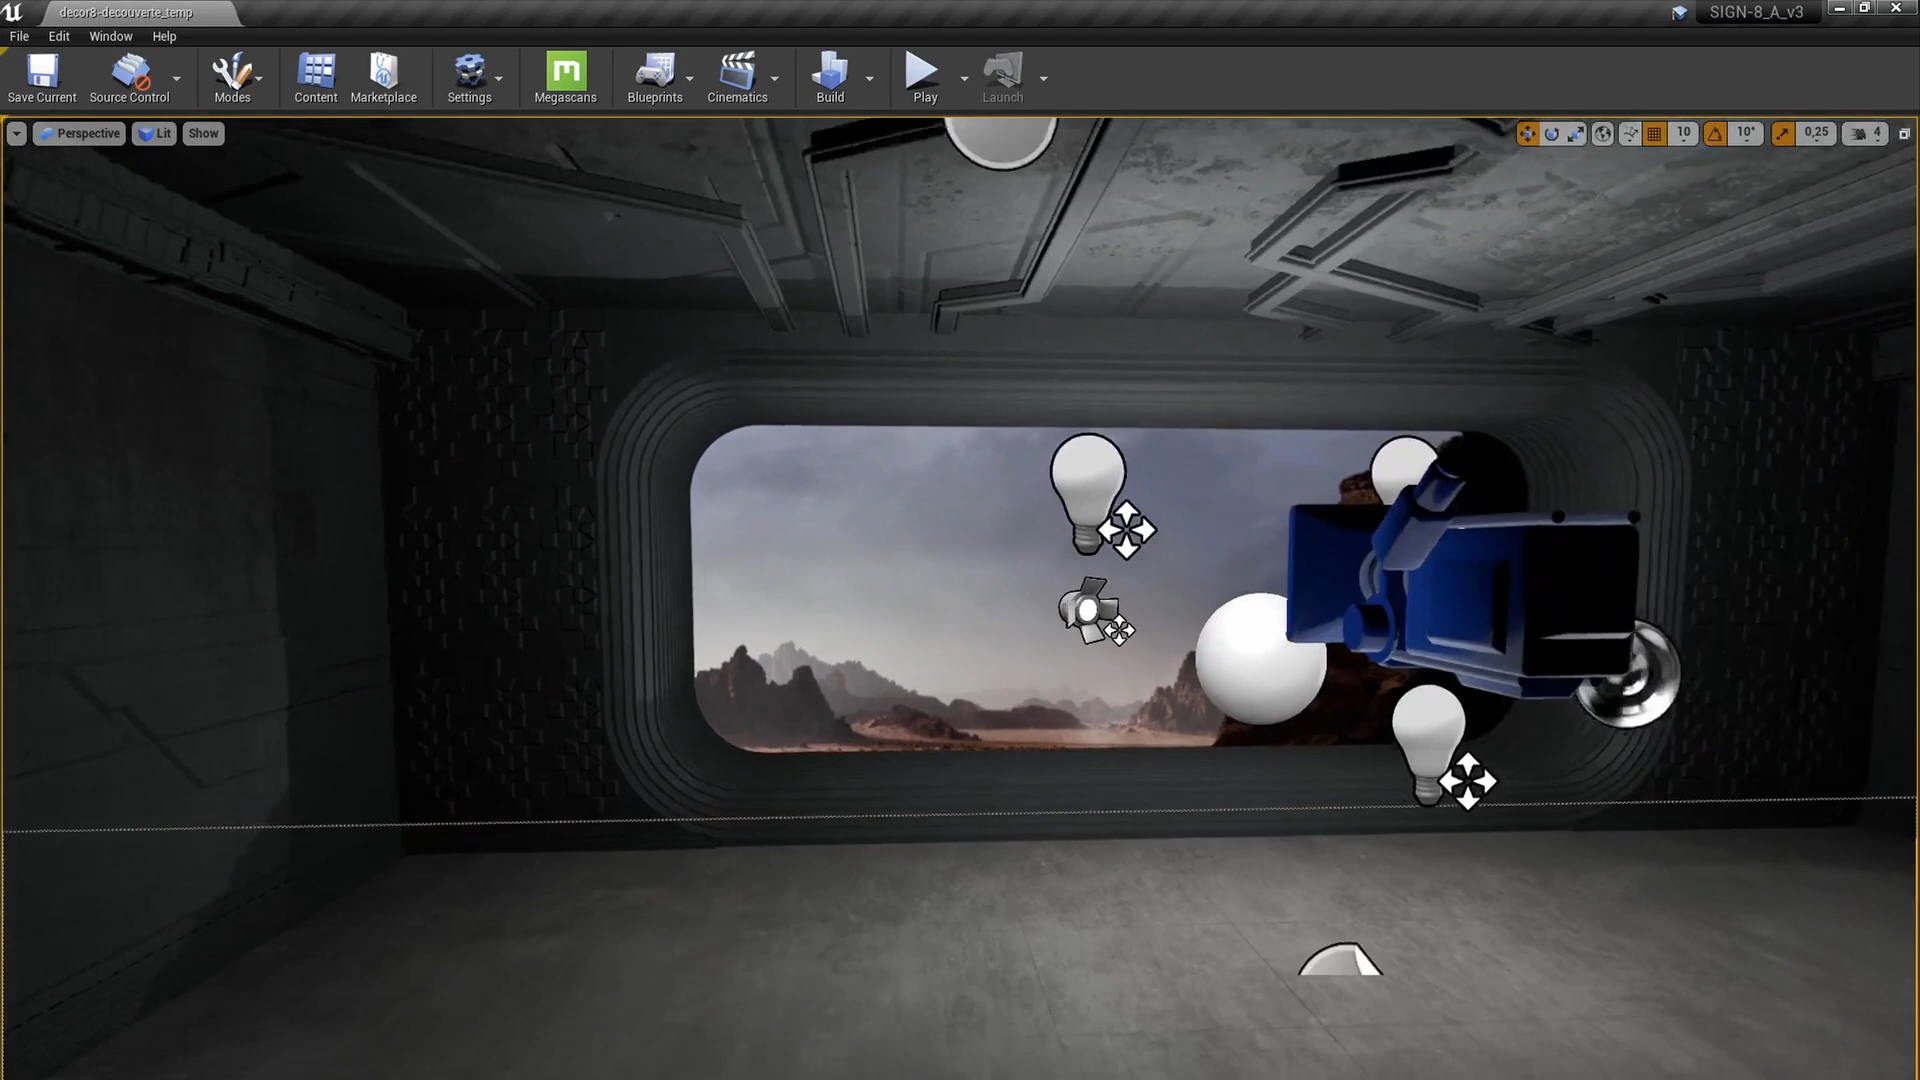 decor8-decouverte_temp
SIGN-8_A_v3
File Edit Window Help
Save Current Source Control Modes Content Marketplace Settings Megascans Blueprints Cinematics Build Play Launch
Perspective Lit Show
10 10° 0,25 4